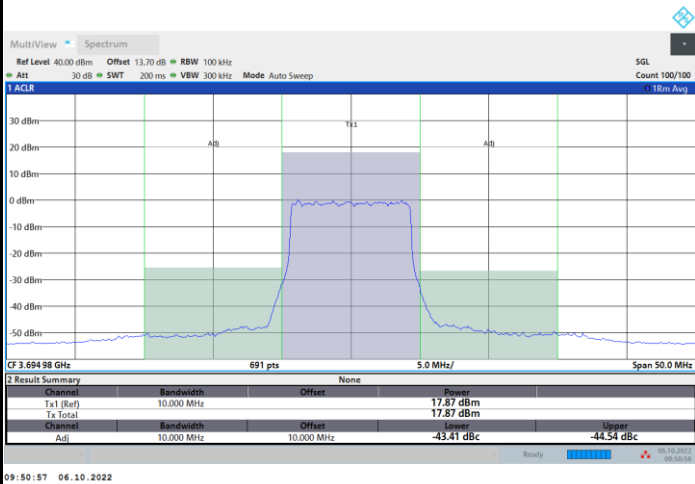 MultiView Spectrum
Ref Level 40.00 dBm Offset 13.70 dB RBW 100 kHz SGL
Att 30 dB SWT 200 ms VBW 300 kHz Mode Auto Sweep Count 100/100
1 ACLR 1Rm Avg
30 dBm
Tx1
20 dBm
Adj Adj
10 dBm
0 dBm
-10 dBm
-20 dBm
-30 dBm
-40 dBm
-50 dBm
CF 3.694 98 GHz 691 pts 5.0 MHz/ Span 50.0 MHz
2 Result Summary None
Channel Bandwidth Offset Power
Tx1 (Ref) 10.000 MHz 17.87 dBm
Tx Total 17.87 dBm
Channel Bandwidth Offset Lower Upper
Adj 10.000 MHz 10.000 MHz -43.41 dBc -44.54 dBc
Ready 06.10.2022
09:50:56
09:50:57 06.10.2022